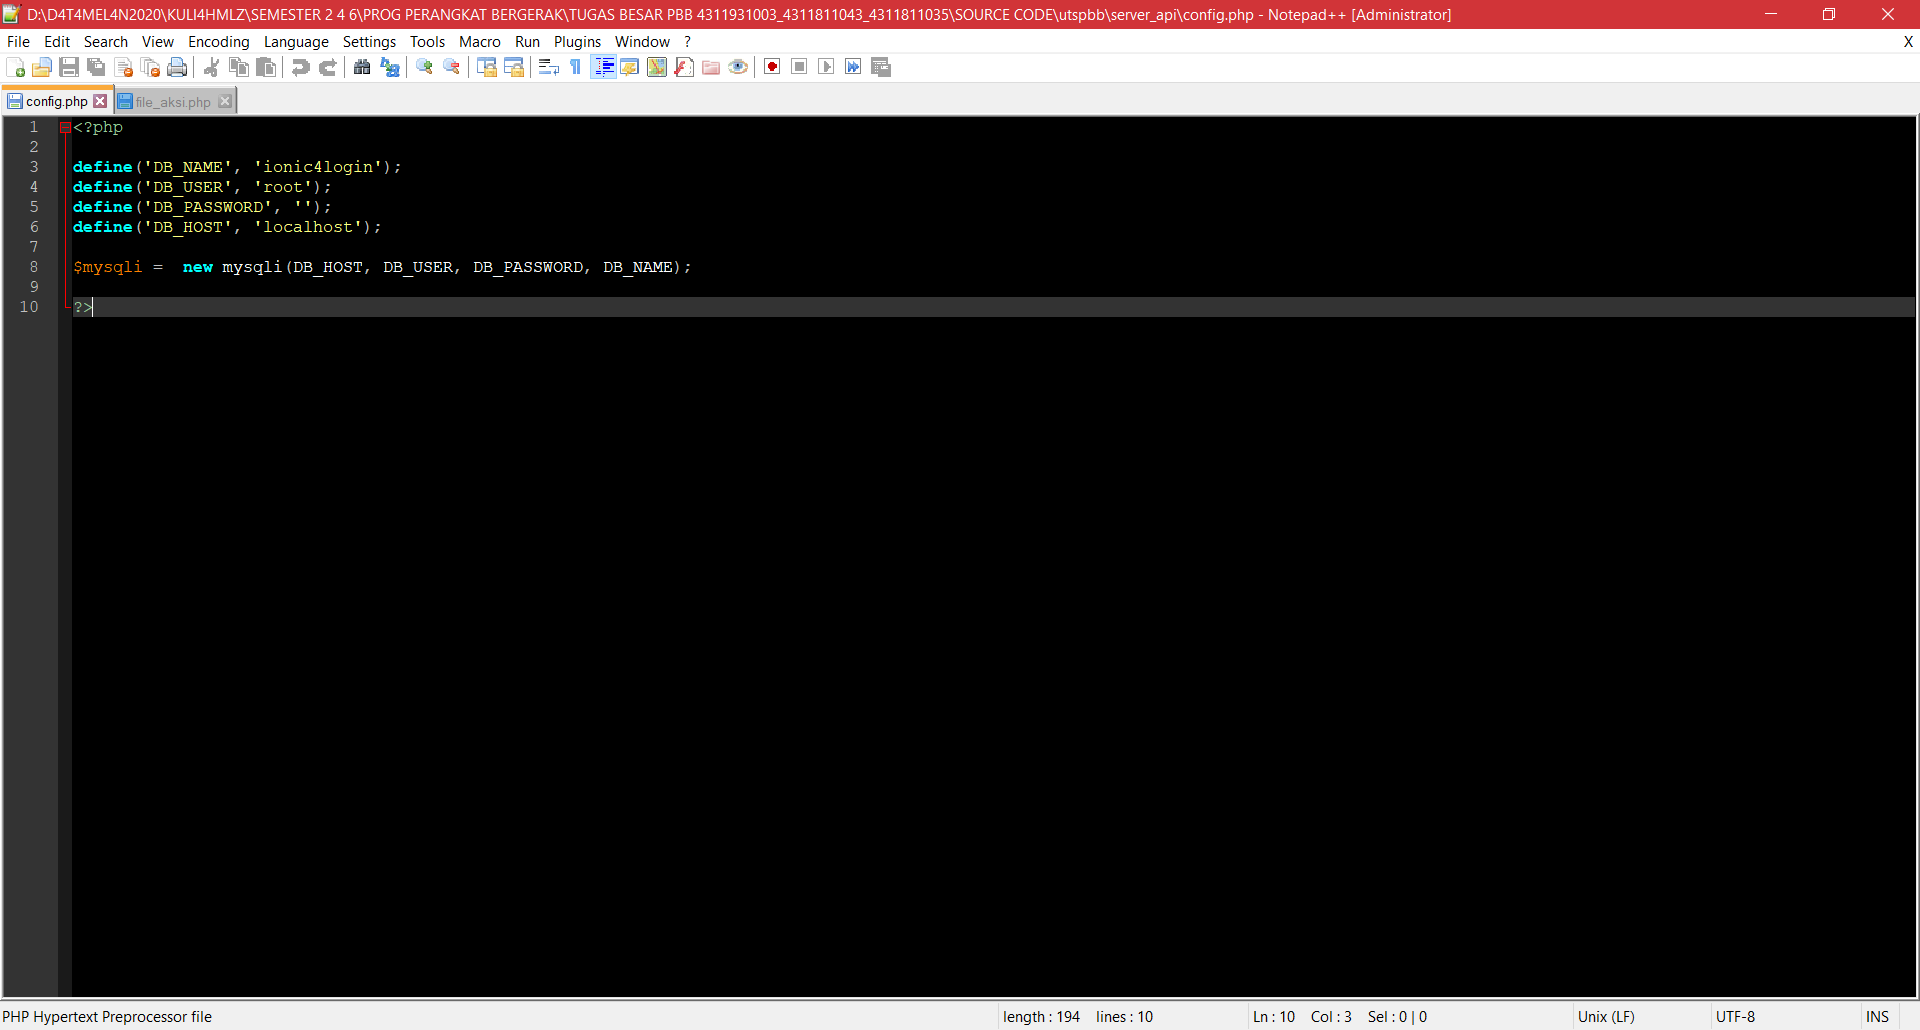 D:\D4T4MEL4N2020\KULI4HMLZ\SEMESTER 2 4 6\PROG PERANGKAT BERGERAK\TUGAS BESAR PBB 4311931003_4311811043_4311811035\SOURCE CODE\utspbb\server_api\config.php - Notepad++ [Administrator]
File Edit Search View Encoding Language Settings Tools Macro Run Plugins Window ? X
config.php file_aksi.php
1 <?php
2
3 define('DB_NAME', 'ionic4login');
4 define('DB_USER', 'root');
5 define('DB_PASSWORD', '');
6 define('DB_HOST', 'localhost');
7
8 $mysqli =  new mysqli(DB_HOST, DB_USER, DB_PASSWORD, DB_NAME);
9
10 ?>
PHP Hypertext Preprocessor file length : 194 lines : 10 Ln : 10 Col : 3 Sel : 0 | 0 Unix (LF) UTF-8 INS